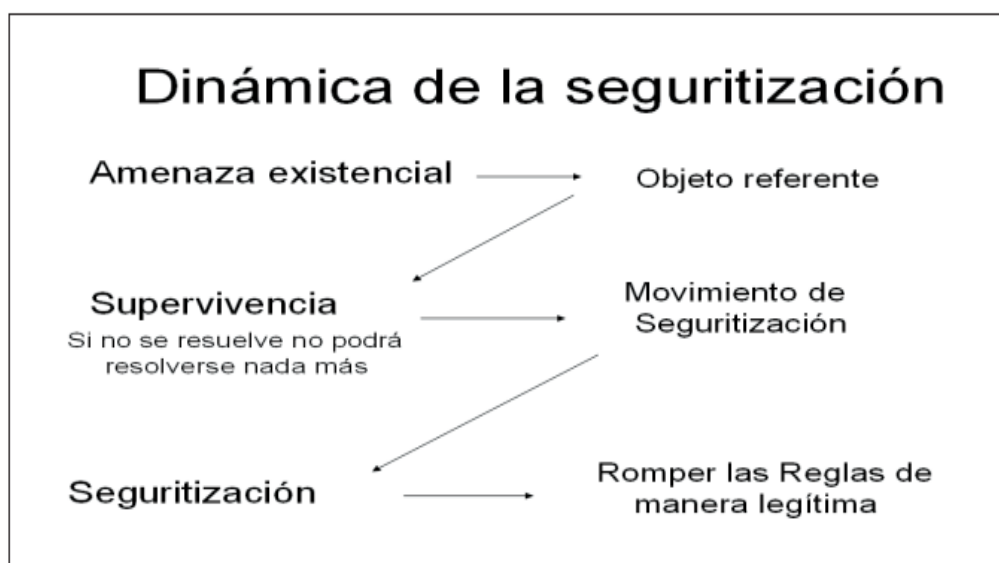 Dinámica de la seguritización
Amenaza existencial
Objeto referente
Supervivencia
Si no se resuelve no podrá
resolverse nada más
Movimiento de
Seguritización
Seguritización
Romper las Reglas de
manera legítima